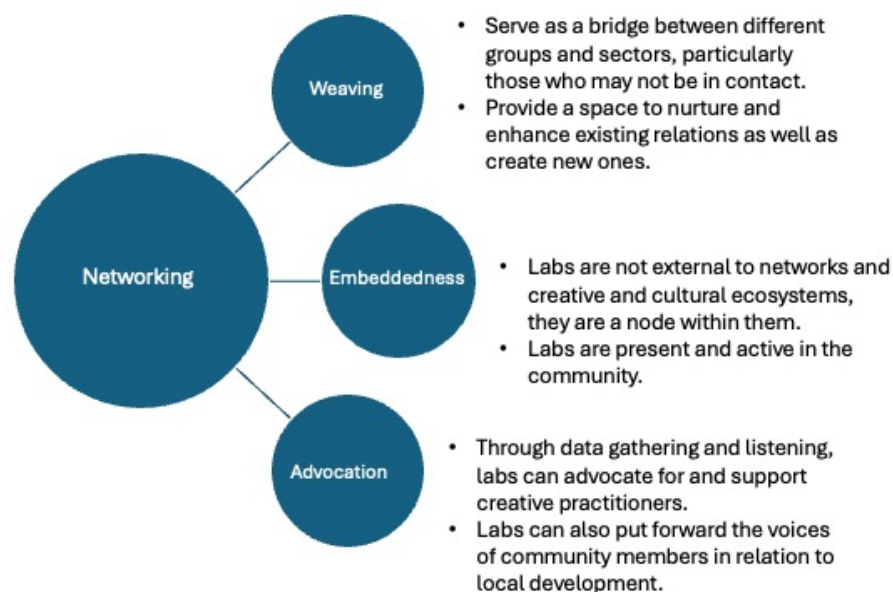 Networking
Weaving
• Serve as a bridge between different
groups and sectors, particularly
those who may not be in contact.
• Provide a space to nurture and
enhance existing relations as well as
create new ones.
Embeddedness
• Labs are not external to networks and
creative and cultural ecosystems,
they are a node within them.
• Labs are present and active in the
community.
Advocation
• Through data gathering and listening,
labs can advocate for and support
creative practitioners.
• Labs can also put forward the voices
of community members in relation to
local development.